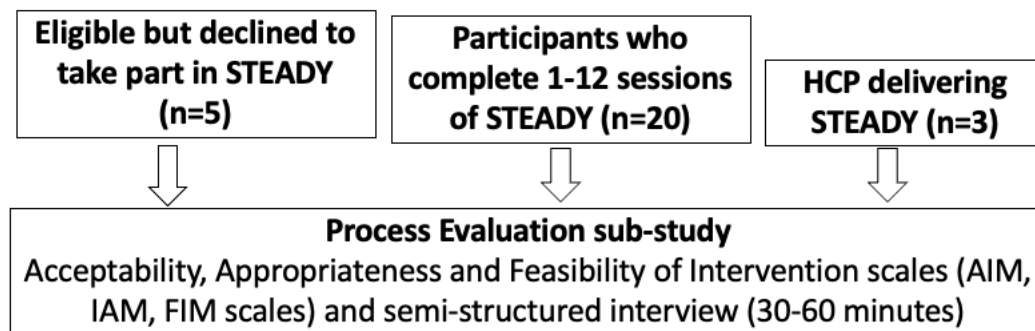 Eligible but declined to
take part in STEADY
(n=5)
Participants who
complete 1-12 sessions
of STEADY (n=20)
HCP delivering
STEADY (n=3)
Process Evaluation sub-study
Acceptability, Appropriateness and Feasibility of Intervention scales (AIM,
IAM, FIM scales) and semi-structured interview (30-60 minutes)